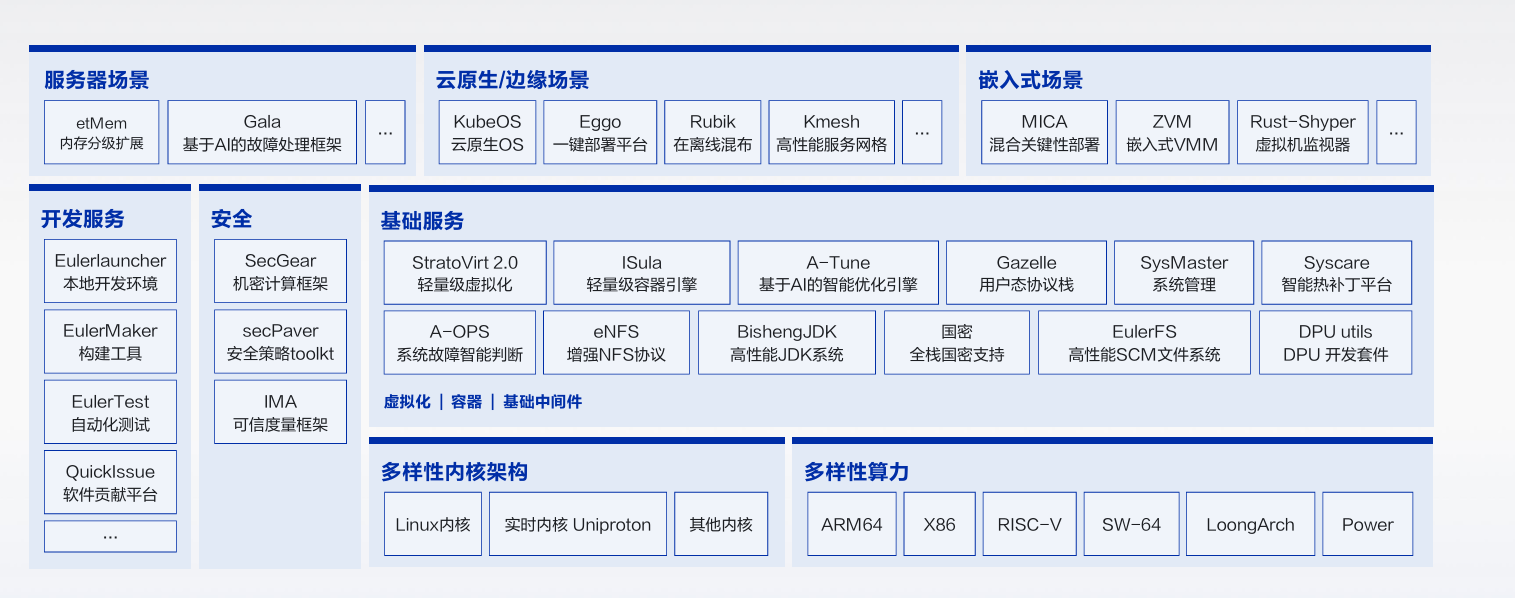 服务器场景
etMem
内存分级扩展
Gala
基于AI的故障处理框架
...
云原生/边缘场景
KubeOS
云原生OS
Eggo
一键部署平台
Rubik
在离线混布
Kmesh
高性能服务网格
...
嵌入式场景
MICA
混合关键性部署
ZVM
嵌入式VMM
Rust-Shyper
虚拟机监视器
...
开发服务
Eulerlauncher
本地开发环境
EulerMaker
构建工具
EulerTest
自动化测试
QuickIssue
软件贡献平台
...
安全
SecGear
机密计算框架
secPaver
安全策略toolkt
IMA
可信度量框架
基础服务
StratoVirt 2.0
轻量级虚拟化
ISula
轻量级容器引擎
A-Tune
基于AI的智能优化引擎
Gazelle
用户态协议栈
SysMaster
系统管理
Syscare
智能热补丁平台
A-OPS
系统故障智能判断
eNFS
增强NFS协议
BishengJDK
高性能JDK系统
国密
全栈国密支持
EulerFS
高性能SCM文件系统
DPU utils
DPU 开发套件
虚拟化 | 容器 | 基础中间件
多样性内核架构
Linux内核
实时内核 Uniproton
其他内核
多样性算力
ARM64
X86
RISC-V
SW-64
LoongArch
Power